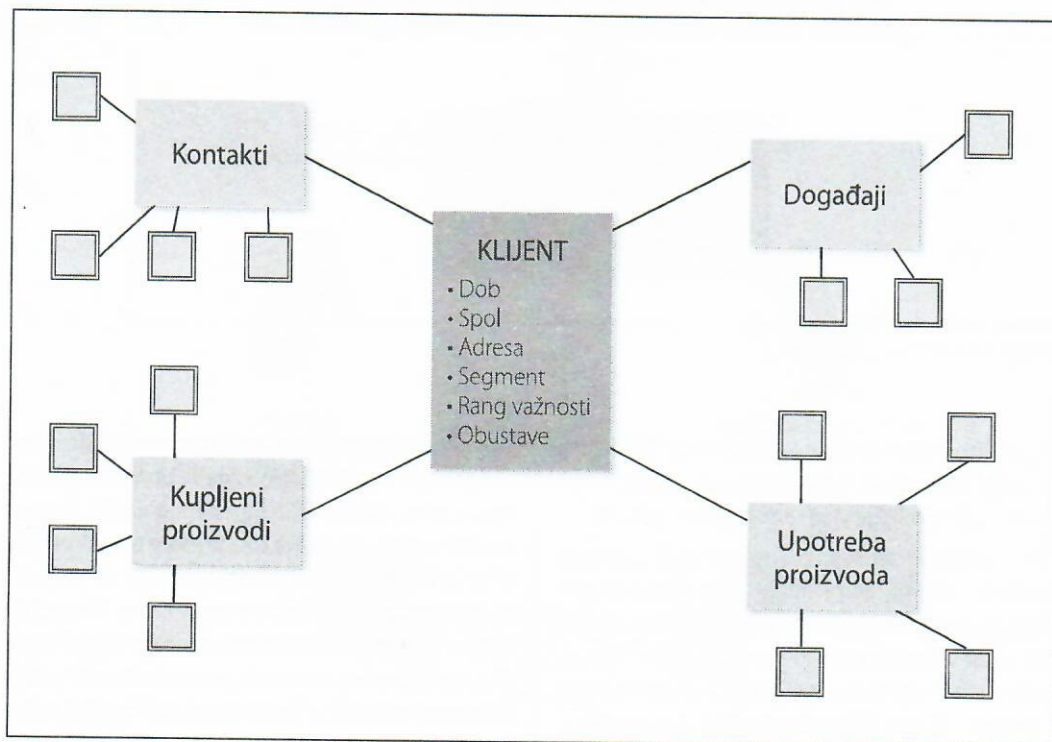 Kontakti
Događaji
KLIJENT
• Dob
• Spol
• Adresa
• Segment
• Rang važnosti
• Obustave
Kupljeni
proizvodi
Upotreba
proizvoda